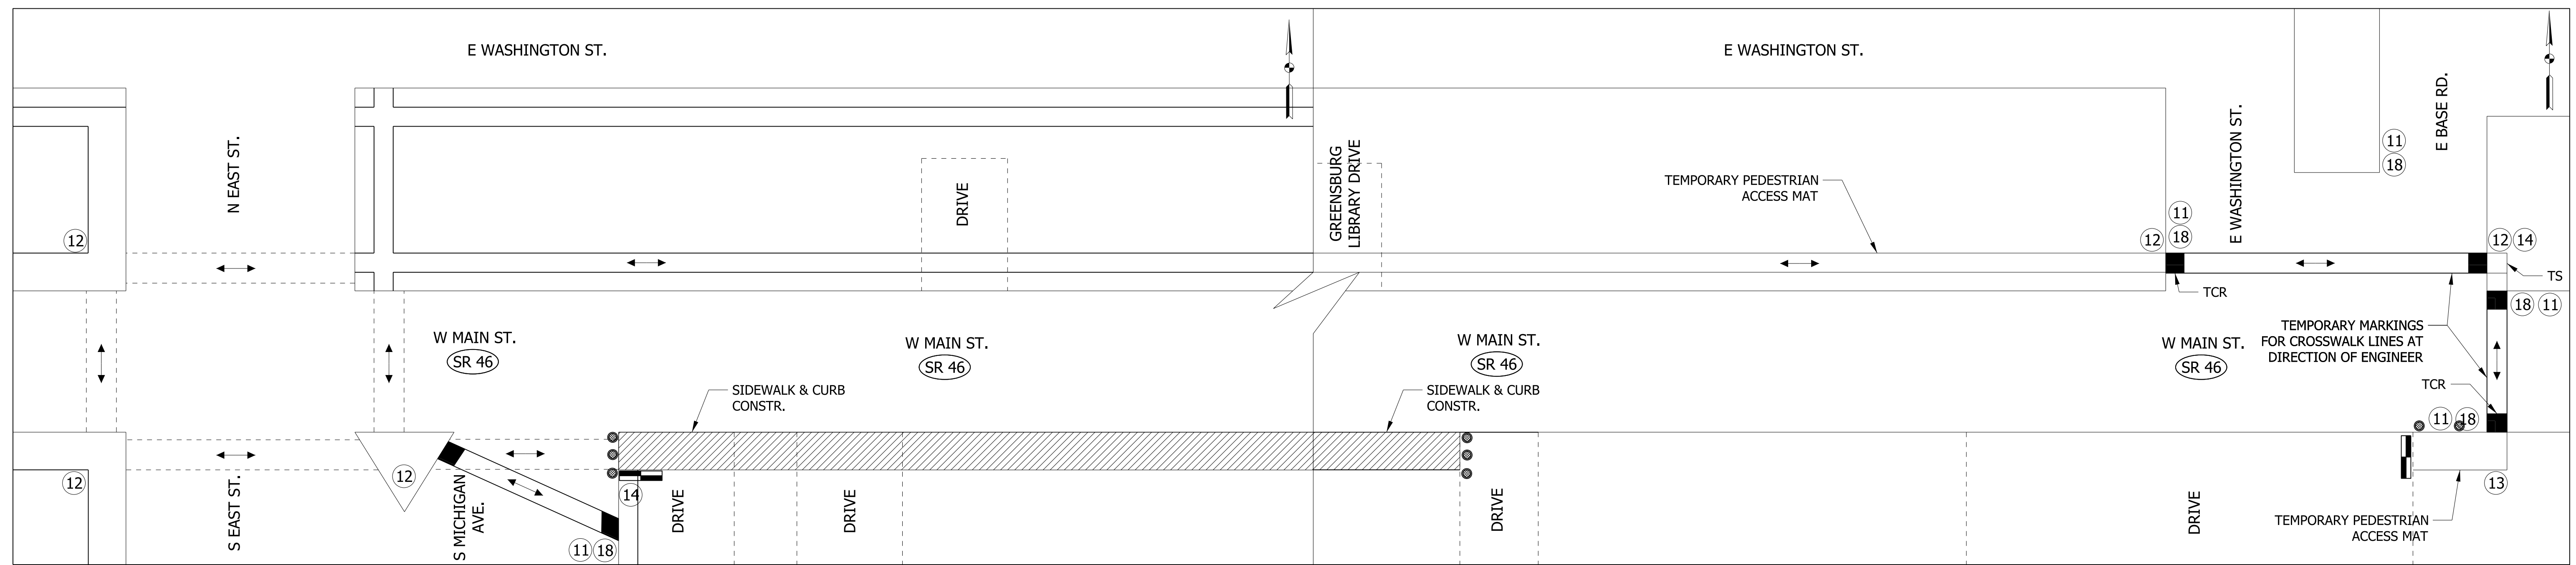 E WASHINGTON ST.
E WASHINGTON ST.
N EAST ST.
DRIVE
GREENSBURG
LIBRARY DRIVE
TEMPORARY PEDESTRIAN
ACCESS MAT
E WASHINGTON ST.
E BASE RD.
11
18
12
12
11
18
12
14
TS
TCR
18
11
W MAIN ST.
SR 46
W MAIN ST.
SR 46
W MAIN ST.
SR 46
W MAIN ST.
SR 46
TEMPORARY MARKINGS
FOR CROSSWALK LINES AT
DIRECTION OF ENGINEER
TCR
SIDEWALK & CURB
CONSTR.
SIDEWALK & CURB
CONSTR.
11
18
12
S EAST ST.
12
S MICHIGAN
AVE.
11
18
14
DRIVE
DRIVE
DRIVE
DRIVE
13
TEMPORARY PEDESTRIAN
ACCESS MAT